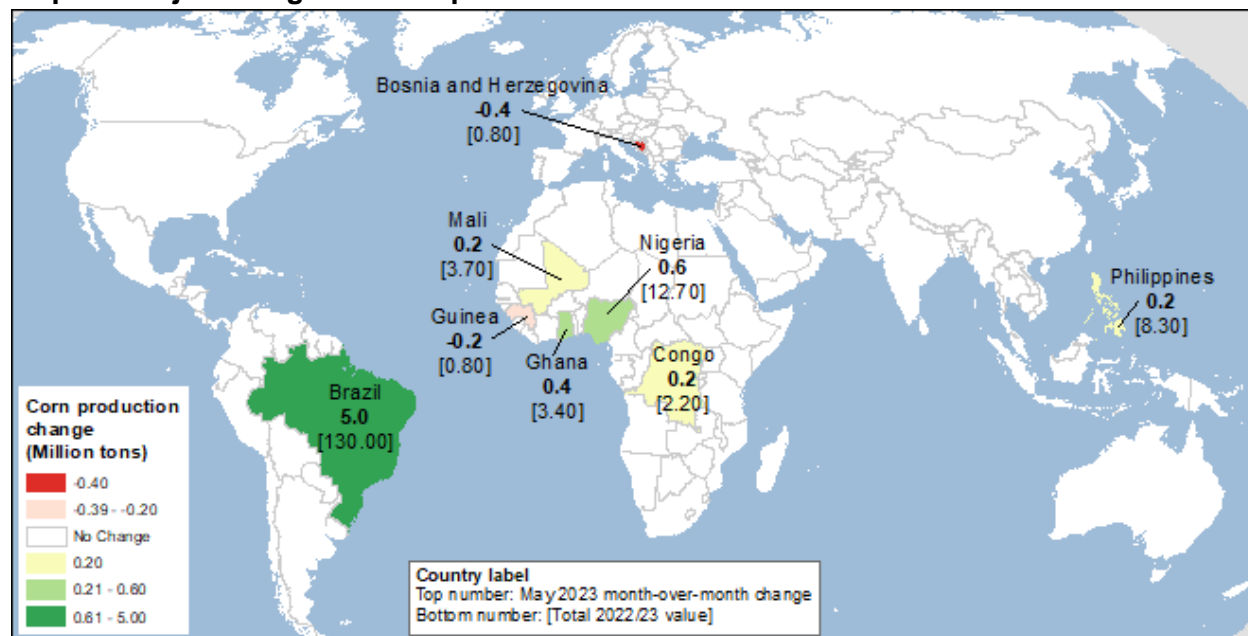 Bosnia and Herzegovina
-0.4
[0.80]
Mali
0.2
[3.70]
Nigeria
0.6
[12.70]
Philippines
0.2
[8.30]
Guinea
-0.2
[0.80]
Ghana
0.4
[3.40]
Congo
0.2
[2.20]
Brazil
5.0
[130.00]
Corn production
change
(Million tons)
-0.40
-0.39 - -0.20
No Change
0.20
0.21 - 0.60
0.61 - 5.00
Country label
Top number: May 2023 month-over-month change
Bottom number: [Total 2022/23 value]